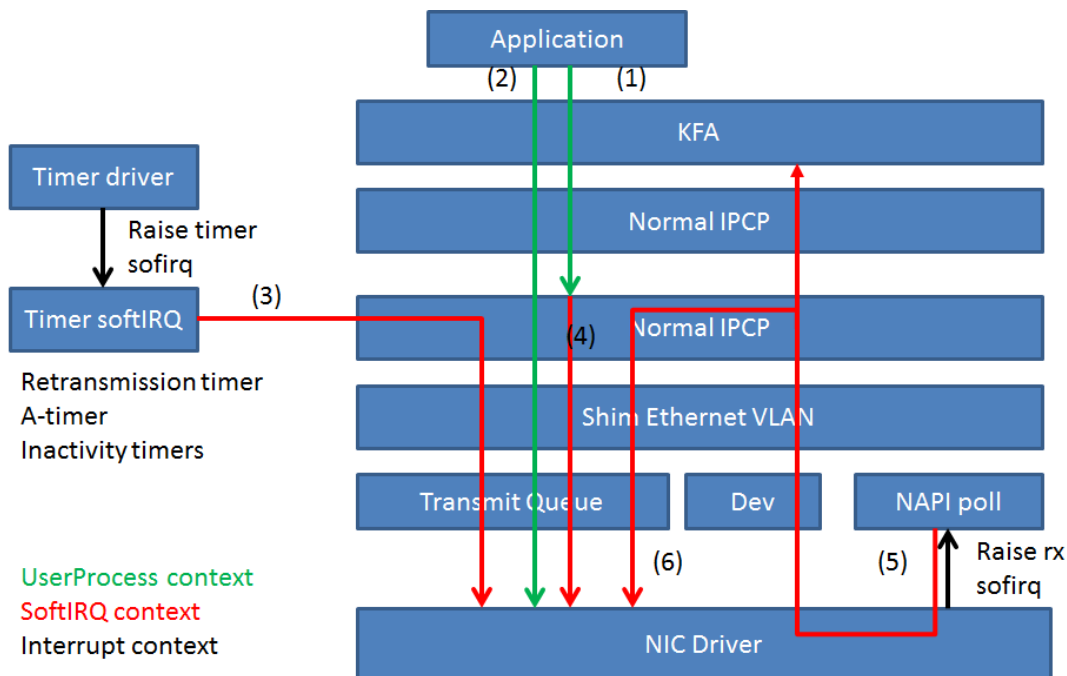 Application
(2)
(1)
KFA
Timer driver
Normal IPCP
Raise timer
sofirq
(3)
Timer softIRQ
Normal IPCP
(4)
Retransmission timer
A-timer
Inactivity timers
Shim Ethernet VLAN
Transmit Queue
Dev
NAPI poll
(6)
(5)
Raise rx
sofirq
UserProcess context
SoftIRQ context
Interrupt context
NIC Driver